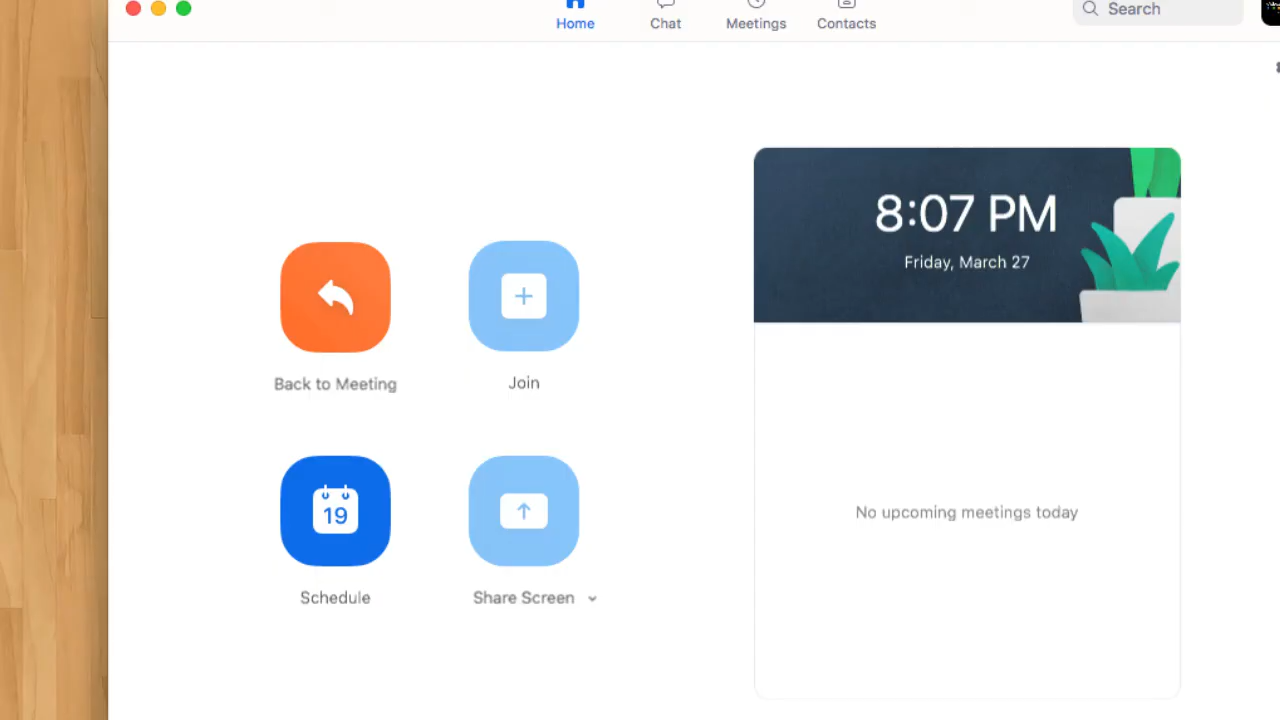 Home
Chat
Meetings
Contacts
Search
8:07 PM
Friday, March 27
Back to Meeting
Join
19
Schedule
Share Screen
No upcoming meetings today